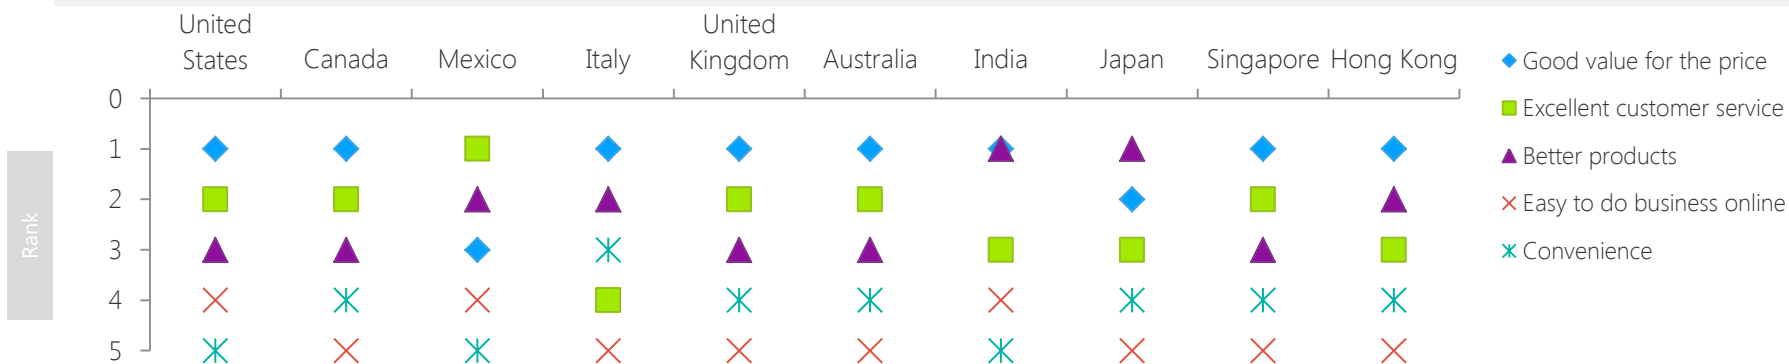 United States
Canada
Mexico
Italy
United Kingdom
Australia
India
Japan
Singapore
Hong Kong
0
1
2
3
4
5
Rank
Good value for the price
Excellent customer service
Better products
Easy to do business online
Convenience